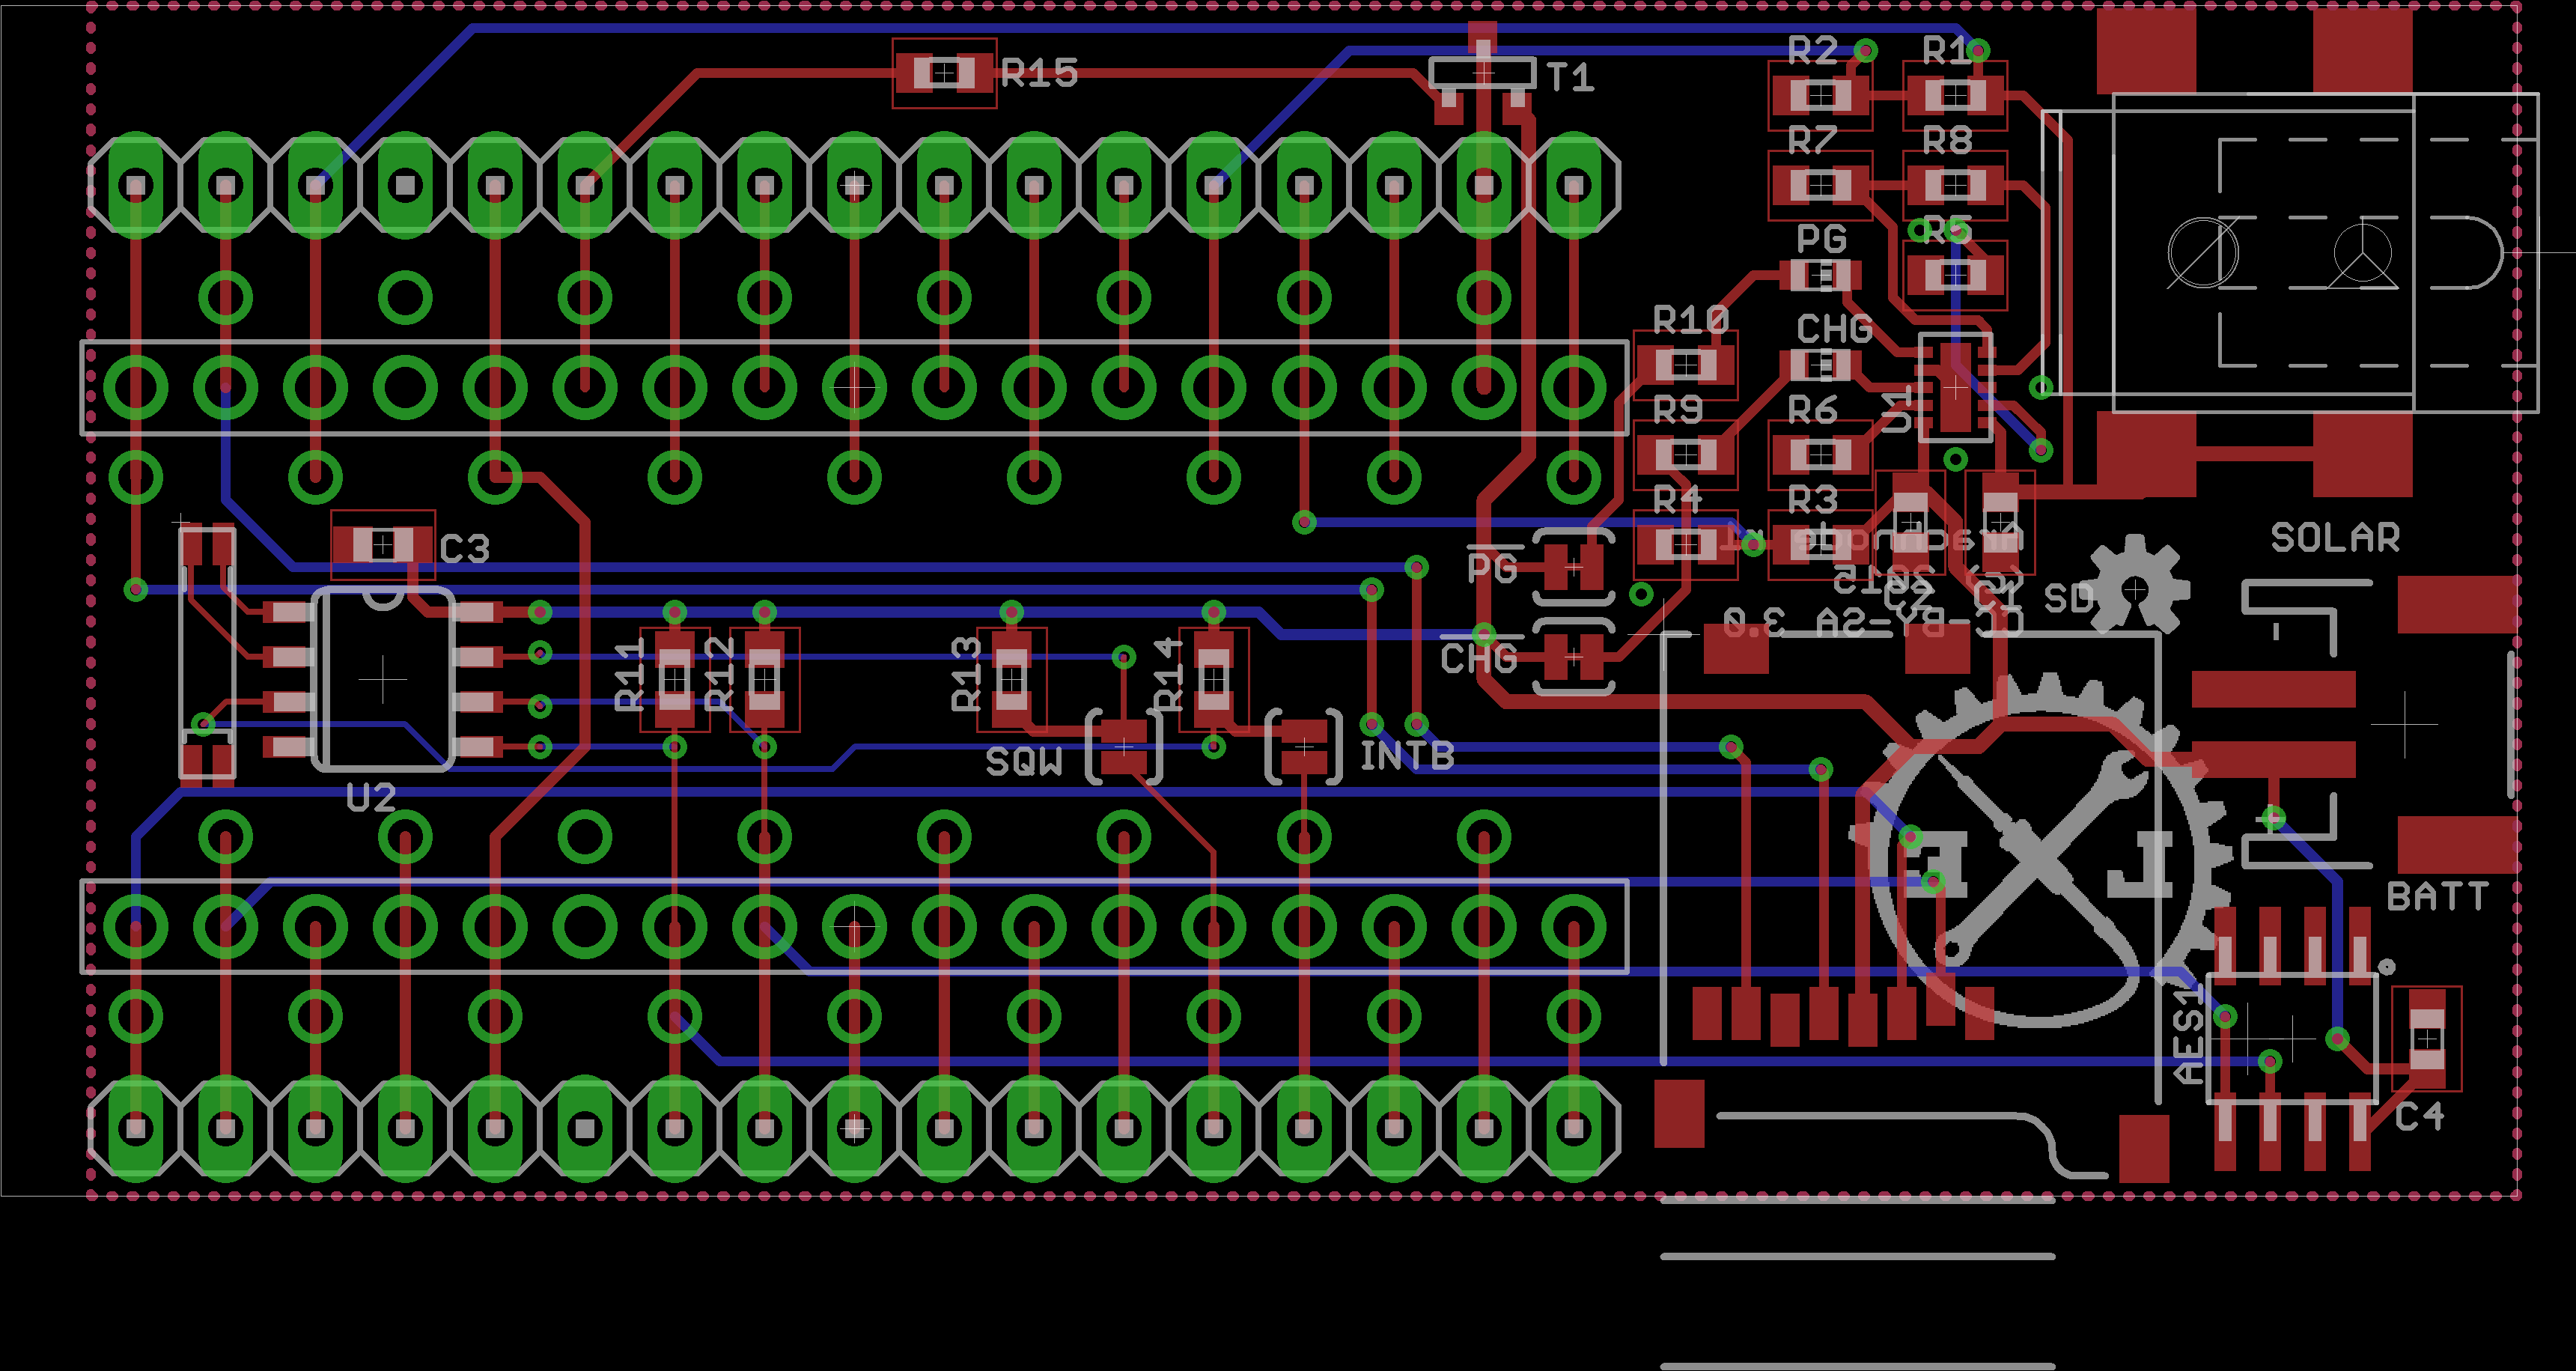 R2
R1
R15
T1
R7
R8
R5
PG
R10
CHG
R9
R6
U1
R4
R3
SOLAR
C3
PG
2015
C2
C1
SD
CC-BY-SA 3.0
CHG
R11
R12
R13
R14
SQW
INTB
U2
BATT
AES1
C4